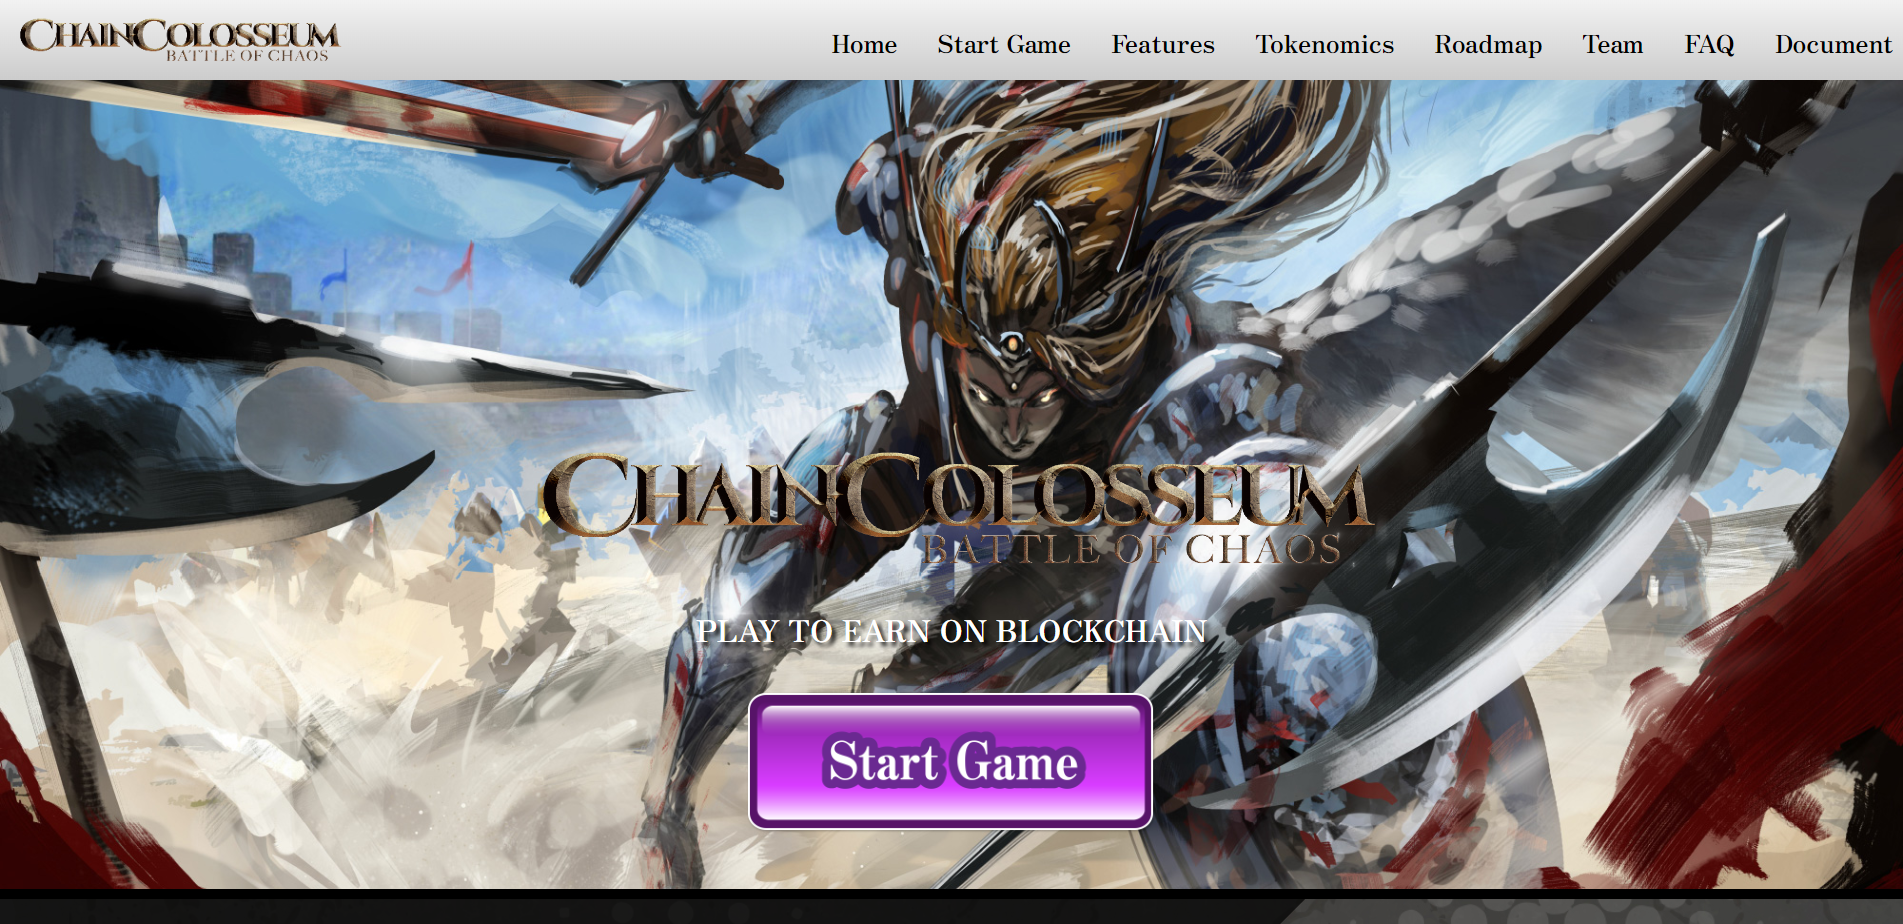 ChainColosseum
BATTLE OF CHAOS
Home Start Game Features Tokenomics Roadmap Team FAQ Document
ChainColosseum
BATTLE OF CHAOS
PLAY TO EARN ON BLOCKCHAIN
Start Game